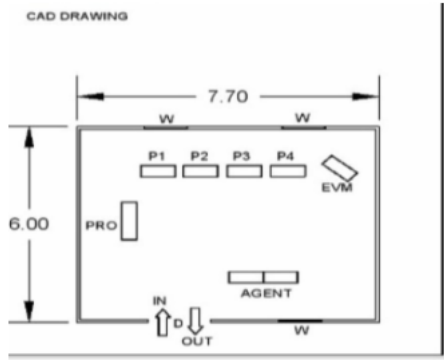 CAD DRAWING
7.70
W W
P1 P2 P3 P4
EVM
6.00
PRO
AGENT
IN
D
OUT
W